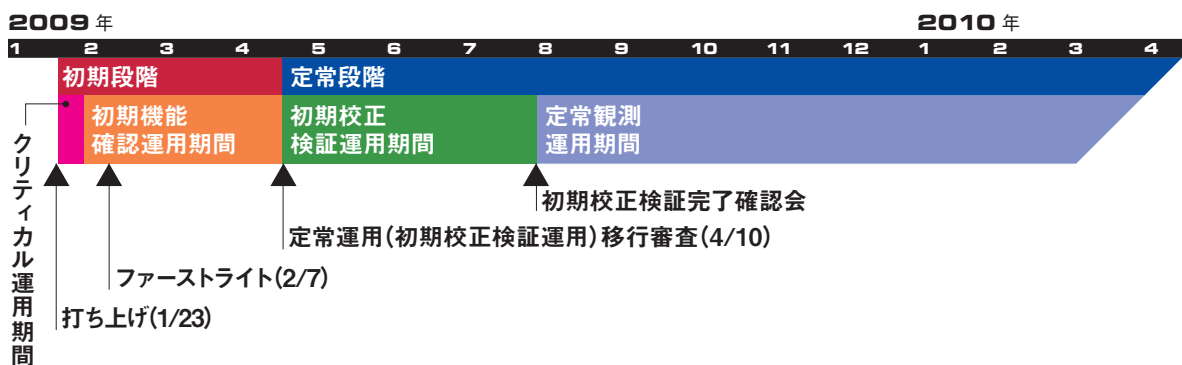 2009年 2010年
1 2 3 4 5 6 7 8 9 10 11 12 1 2 3 4
初期段階 定常段階
初期機能
確認運用期間
初期校正
検証運用期間
定常観測
運用期間
クリティカル運用期間
初期校正検証完了確認会
定常運用(初期校正検証運用)移行審査(4/10)
ファーストライト(2/7)
打ち上げ(1/23)